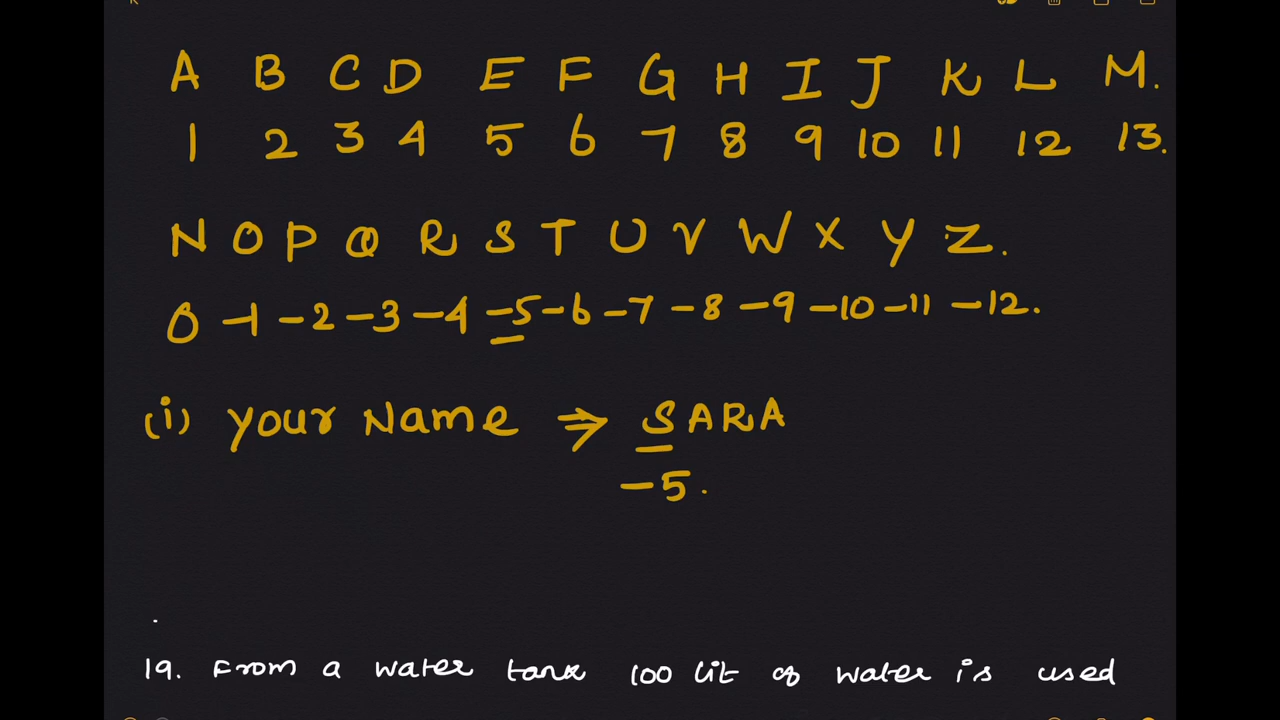 A B C D E F G H I J K L M.
1 2 3 4 5 6 7 8 9 10 11 12 13.
N O P Q R S T U V W X Y Z.
0 -1 -2 -3 -4 -5 -6 -7 -8 -9 -10 -11 -12.
(i) Your Name ⇒ SARA
-5.
19. From a water tank 100 lit of water is used